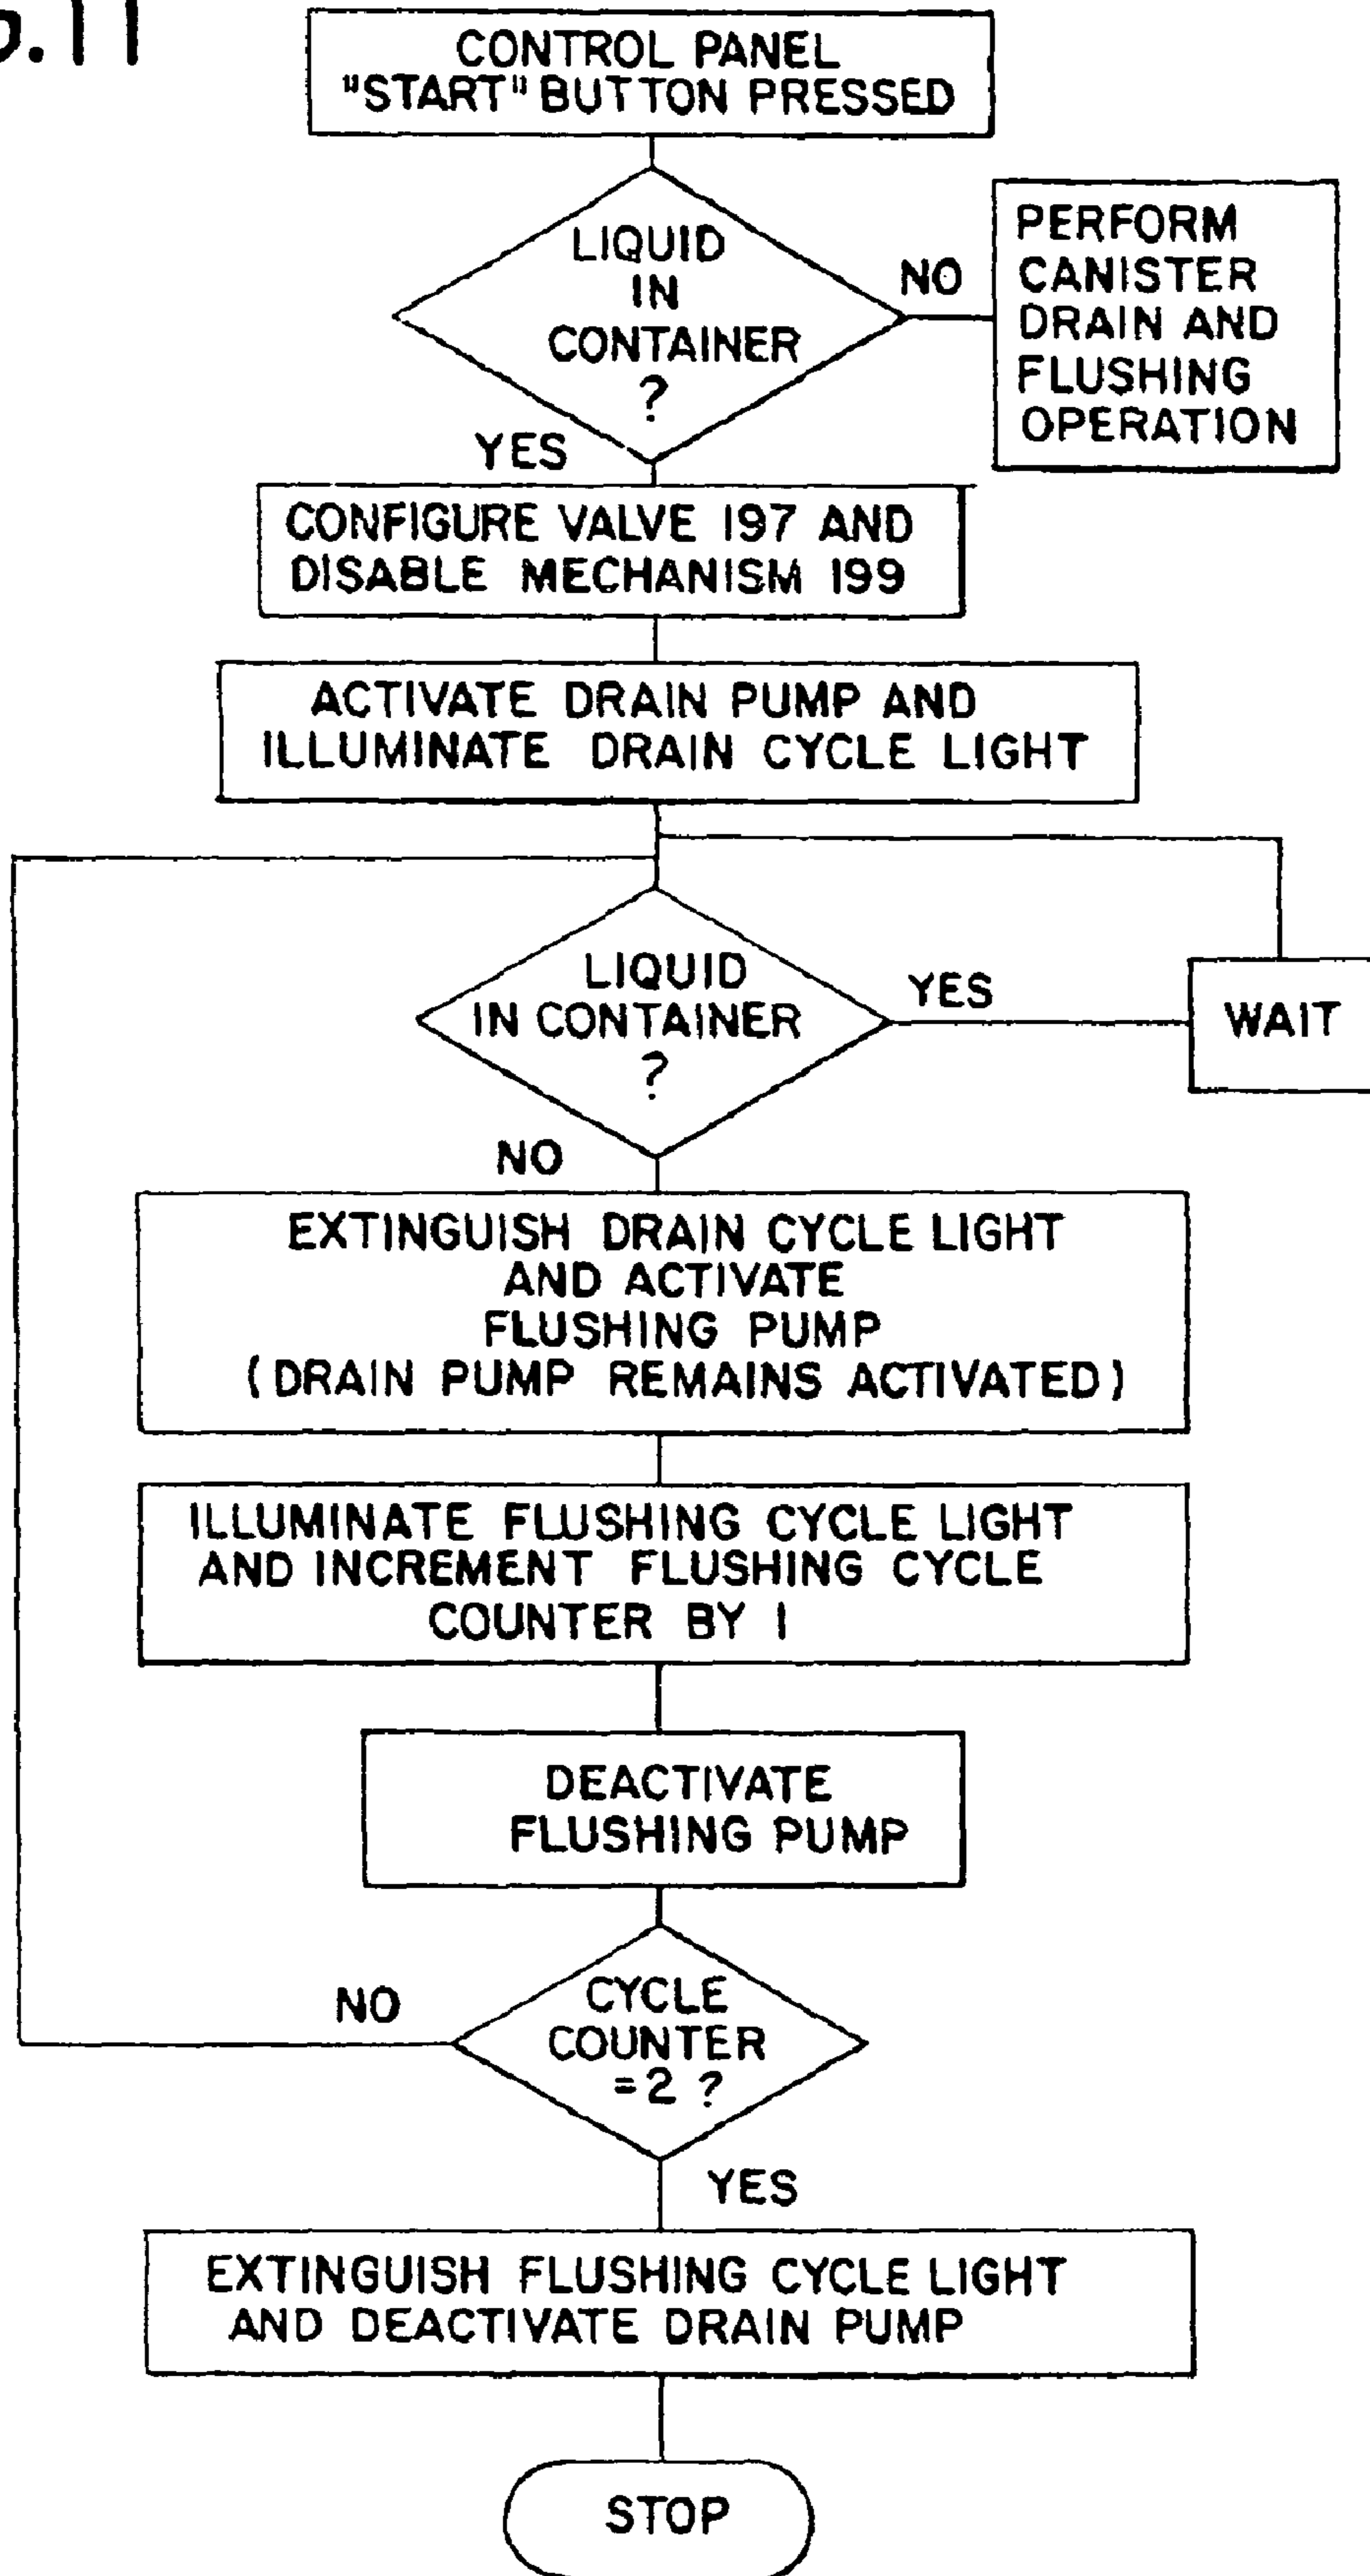 .11
CONTROL PANEL
"START" BUTTON PRESSED
LIQUID
IN
CONTAINER
?
NO
PERFORM
CANISTER
DRAIN AND
FLUSHING
OPERATION
YES
CONFIGURE VALVE 197 AND
DISABLE MECHANISM 199
ACTIVATE DRAIN PUMP AND
ILLUMINATE DRAIN CYCLE LIGHT
LIQUID
IN CONTAINER
?
YES
WAIT
NO
EXTINGUISH DRAIN CYCLE LIGHT
AND ACTIVATE
FLUSHING PUMP
(DRAIN PUMP REMAINS ACTIVATED)
ILLUMINATE FLUSHING CYCLE LIGHT
AND INCREMENT FLUSHING CYCLE
COUNTER BY 1
DEACTIVATE
FLUSHING PUMP
NO
CYCLE
COUNTER
=2 ?
YES
EXTINGUISH FLUSHING CYCLE LIGHT
AND DEACTIVATE DRAIN PUMP
STOP